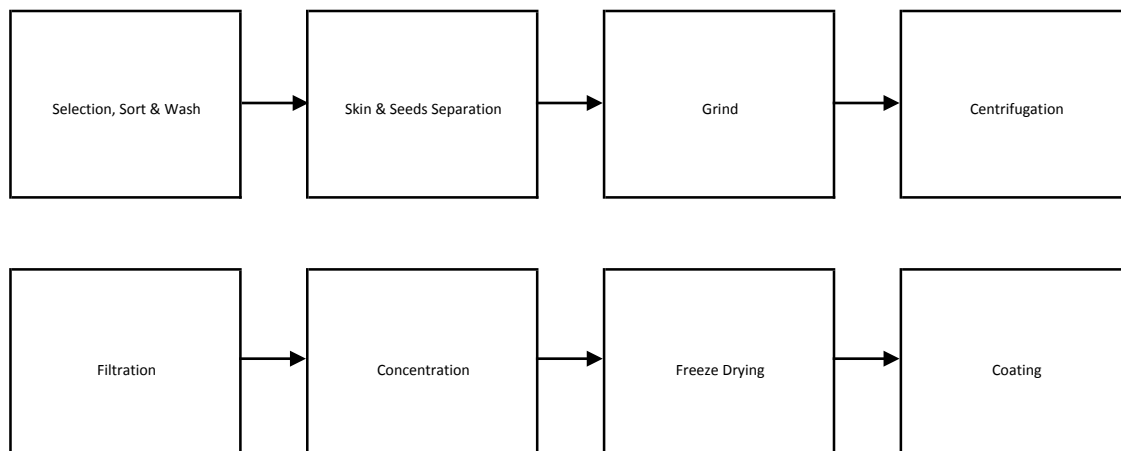 Selection, Sort & Wash
Skin & Seeds Separation
Grind
Centrifugation
Filtration
Concentration
Freeze Drying
Coating